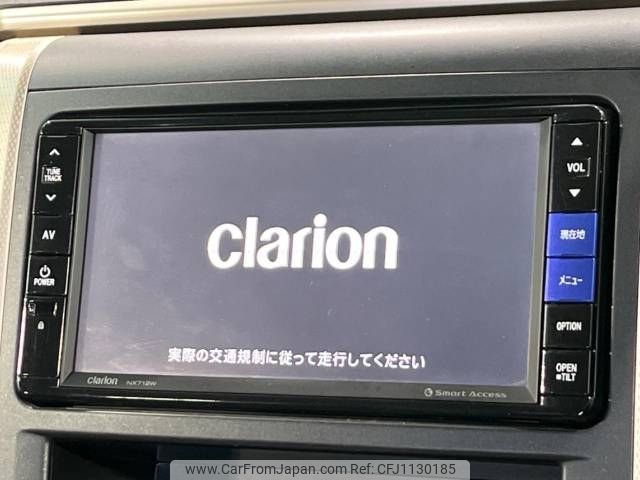 TUNE
TRACK
AV
POWER
clarion
実際の交通規制に従って走行してください
clarion NX712W
Smart Access
VOL
現在地
メニュー
OPTION
OPEN
TILT
www.CarFromJapan.com | Ref:CFJ1130185